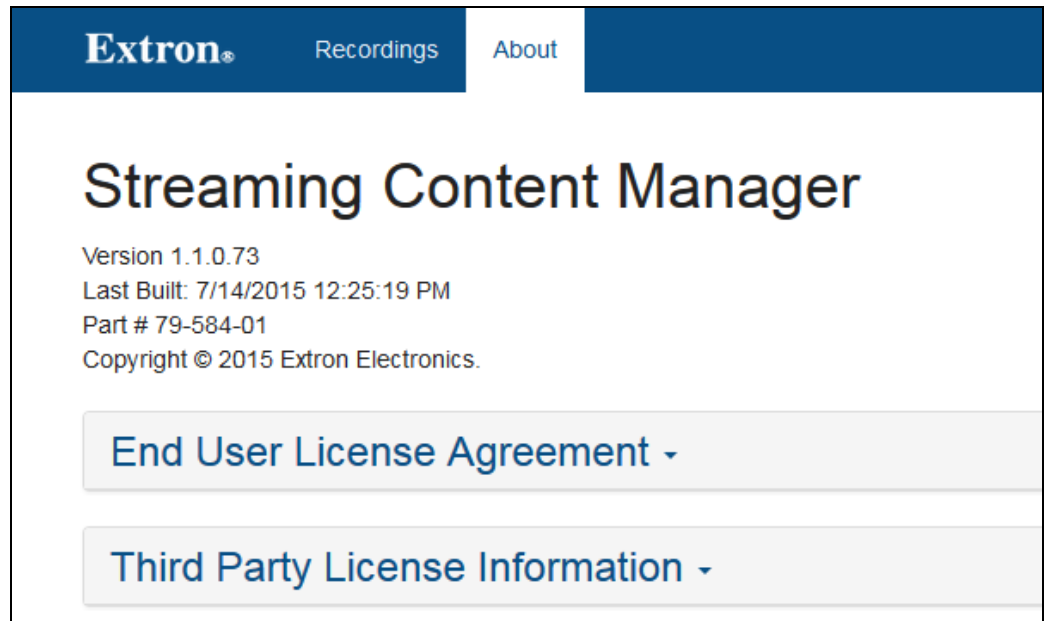 Extron® Recordings About
Streaming Content Manager
Version 1.1.0.73
Last Built: 7/14/2015 12:25:19 PM
Part # 79-584-01
Copyright © 2015 Extron Electronics.
End User License Agreement
Third Party License Information